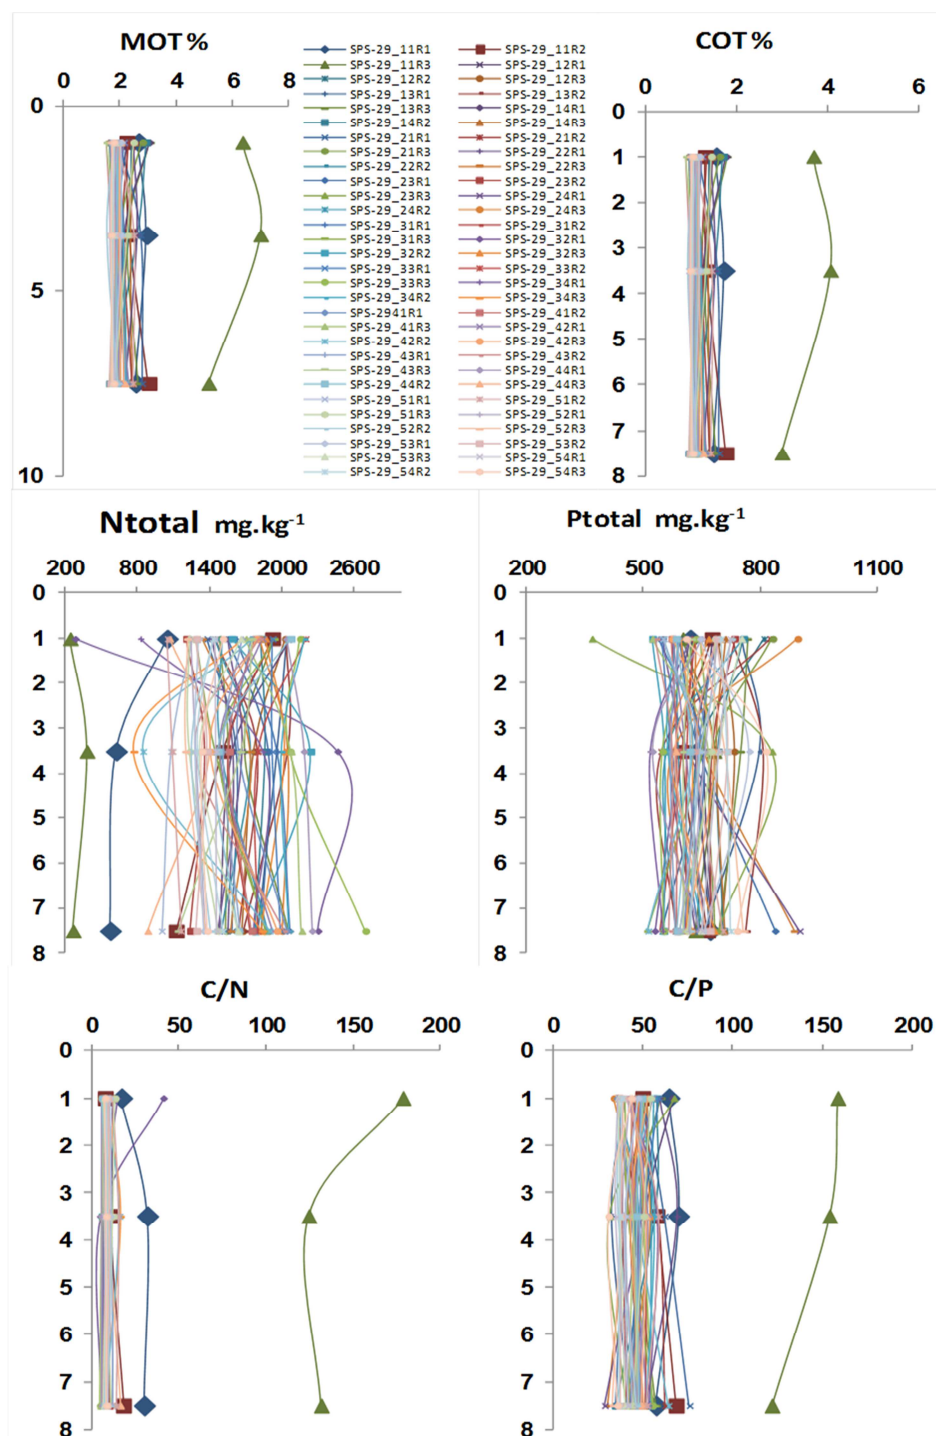 MOT %
0 2 4 6 8
0
5
10
SPS-29_11R1 SPS-29_11R2
SPS-29_11R3 SPS-29_12R1
SPS-29_12R2 SPS-29_12R3
SPS-29_13R1 SPS-29_13R2
SPS-29_13R3 SPS-29_14R1
SPS-29_14R2 SPS-29_14R3
SPS-29_21R1 SPS-29_21R2
SPS-29_21R3 SPS-29_22R1
SPS-29_22R2 SPS-29_22R3
SPS-29_23R1 SPS-29_23R2
SPS-29_23R3 SPS-29_24R1
SPS-29_24R2 SPS-29_24R3
SPS-29_31R1 SPS-29_31R2
SPS-29_31R3 SPS-29_32R1
SPS-29_32R2 SPS-29_32R3
SPS-29_33R1 SPS-29_33R2
SPS-29_33R3 SPS-29_34R1
SPS-29_34R2 SPS-29_34R3
SPS-2941R1 SPS-29_41R2
SPS-29_41R3 SPS-29_42R1
SPS-29_42R2 SPS-29_42R3
SPS-29_43R1 SPS-29_43R2
SPS-29_43R3 SPS-29_44R1
SPS-29_44R2 SPS-29_44R3
SPS-29_51R1 SPS-29_51R2
SPS-29_51R3 SPS-29_52R1
SPS-29_52R2 SPS-29_52R3
SPS-29_53R1 SPS-29_53R2
SPS-29_53R3 SPS-29_54R1
SPS-29_54R2 SPS-29_54R3
COT %
0 2 4 6
0
1
2
3
4
5
6
7
8
Ntotal mg.kg-1
200 800 1400 2000 2600
0
1
2
3
4
5
6
7
8
Ptotal mg.kg-1
200 500 800 1100
0
1
2
3
4
5
6
7
8
C/N
0 50 100 150 200
0
1
2
3
4
5
6
7
8
C/P
0 50 100 150 200
0
1
2
3
4
5
6
7
8